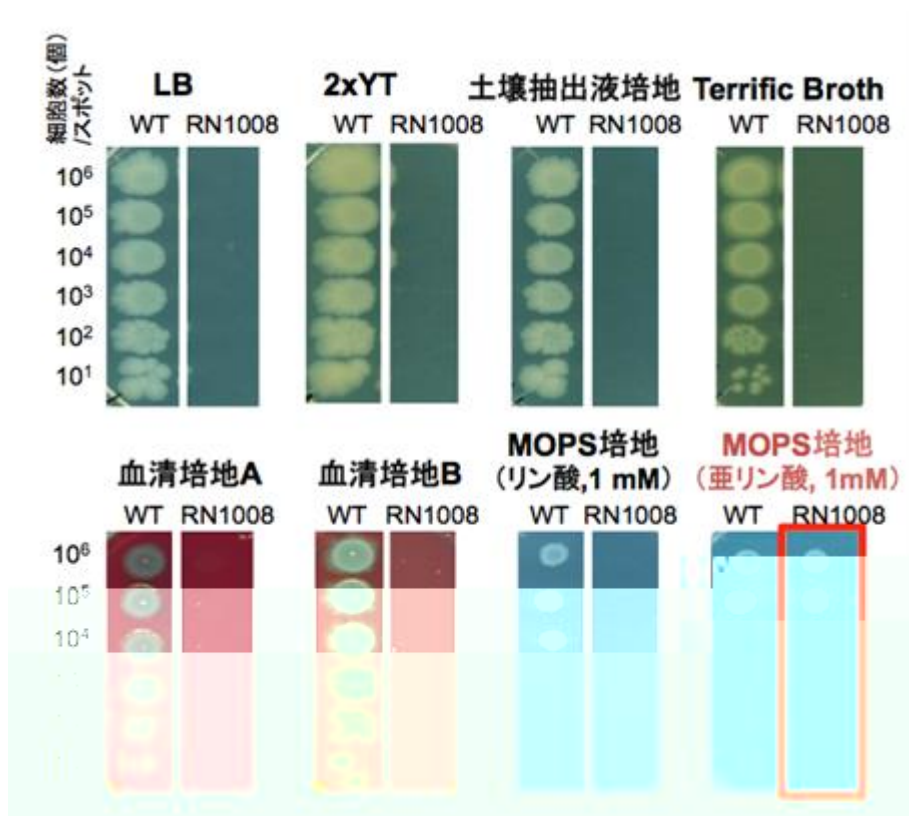 細胞数(個)
/スポット
LB
2xYT
土壌抽出液培地
Terrific Broth
WT RN1008
WT RN1008
WT RN1008
WT RN1008
10⁶
10⁵
10⁴
10³
10²
10¹
血清培地A
血清培地B
MOPS培地
(リン酸,1 mM)
MOPS培地
(亜リン酸, 1mM)
WT RN1008
WT RN1008
WT RN1008
WT RN1008
10⁶
10⁵
10⁴